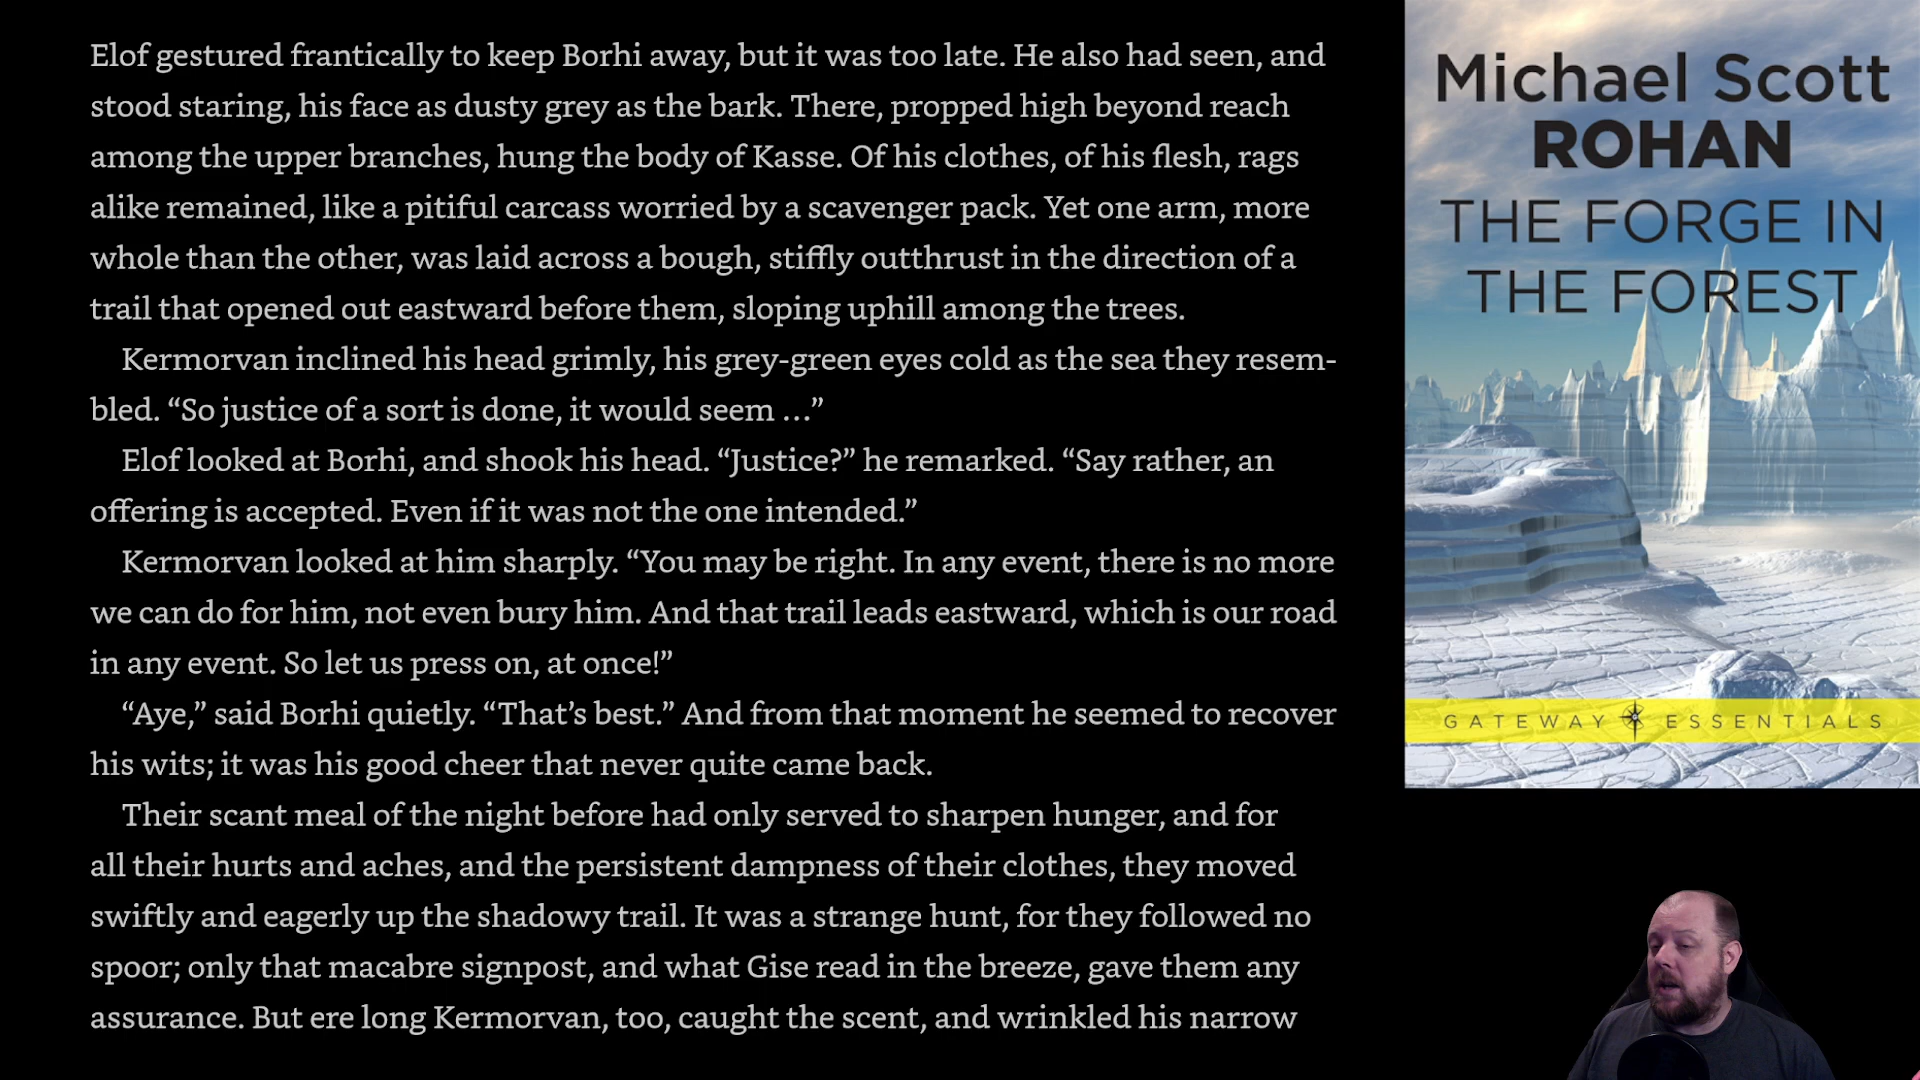 Elof gestured frantically to keep Borhi away, but it was too late. He also had seen, and
stood staring, his face as dusty grey as the bark. There, propped high beyond reach
among the upper branches, hung the body of Kasse. Of his clothes, of his flesh, rags
alike remained, like a pitiful carcass worried by a scavenger pack. Yet one arm, more
whole than the other, was laid across a bough, stiffly outthrust in the direction of a
trail that opened out eastward before them, sloping uphill among the trees.
Kermorvan inclined his head grimly, his grey-green eyes cold as the sea they resem-
bled. “So justice of a sort is done, it would seem …”
Elof looked at Borhi, and shook his head. “Justice?” he remarked. “Say rather, an
offering is accepted. Even if it was not the one intended.”
Kermorvan looked at him sharply. “You may be right. In any event, there is no more
we can do for him, not even bury him. And that trail leads eastward, which is our road
in any event. So let us press on, at once!”
“Aye,” said Borhi quietly. “That’s best.” And from that moment he seemed to recover
his wits; it was his good cheer that never quite came back.
Their scant meal of the night before had only served to sharpen hunger, and for
all their hurts and aches, and the persistent dampness of their clothes, they moved
swiftly and eagerly up the shadowy trail. It was a strange hunt, for they followed no
spoor; only that macabre signpost, and what Gise read in the breeze, gave them any
assurance. But ere long Kermorvan, too, caught the scent, and wrinkled his narrow
Michael Scott
ROHAN
THE FORGE IN
THE FOREST
GATEWAY ESSENTIALS